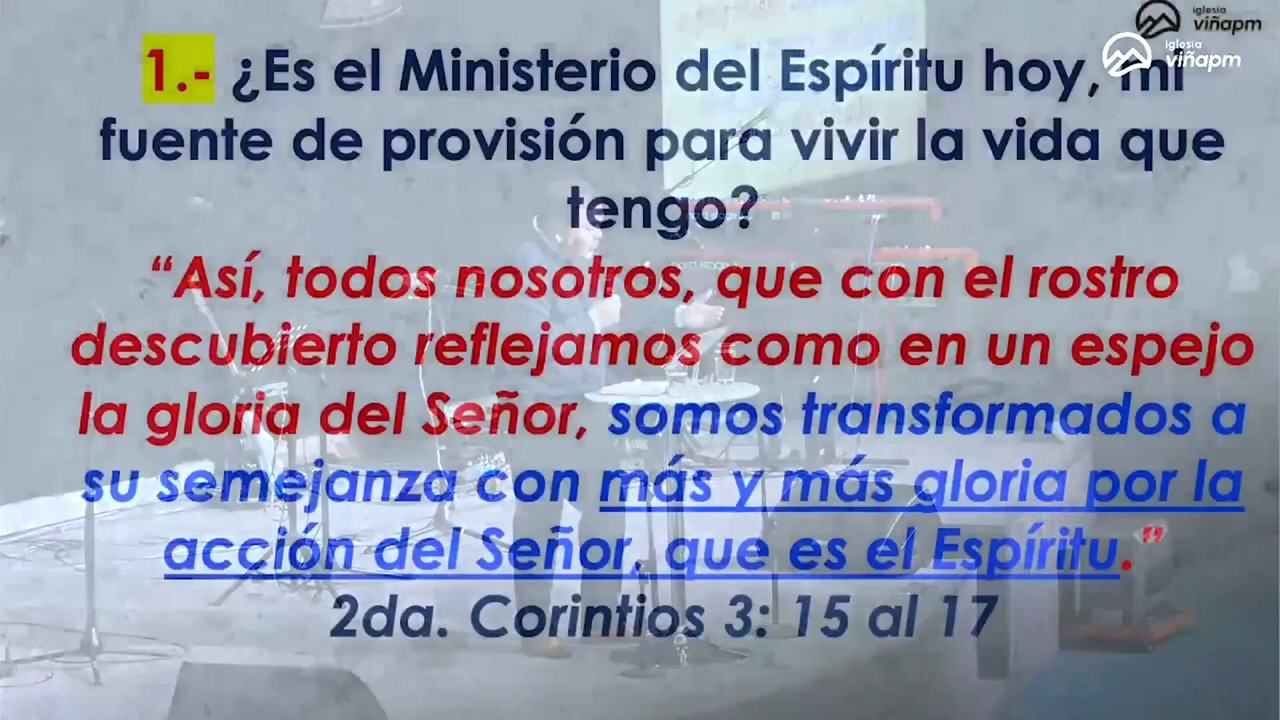 iglesia
viñapm
iglesia
viñapm
1.- ¿Es el Ministerio del Espíritu hoy, mi
fuente de provisión para vivir la vida que
tengo?
“Así, todos nosotros, que con el rostro
descubierto reflejamos como en un espejo
la gloria del Señor, somos transformados a
su semejanza con más y más gloria por la
acción del Señor, que es el Espíritu.”
2da. Corintios 3: 15 al 17